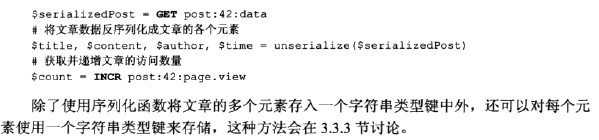 $serializedPost = GET post:42:data
# 将文章数据反序列化成文章的各个元素
$title, $content, $author, $time = unserialize($serializedPost)
# 获取并递增文章的访问数量
$count = INCR post:42:page.view
除了使用序列化函数将文章的多个元素存入一个字符串类型键中外，还可以对每个元
素使用一个字符串类型键来存储，这种方法会在 3.3.3 节讨论。